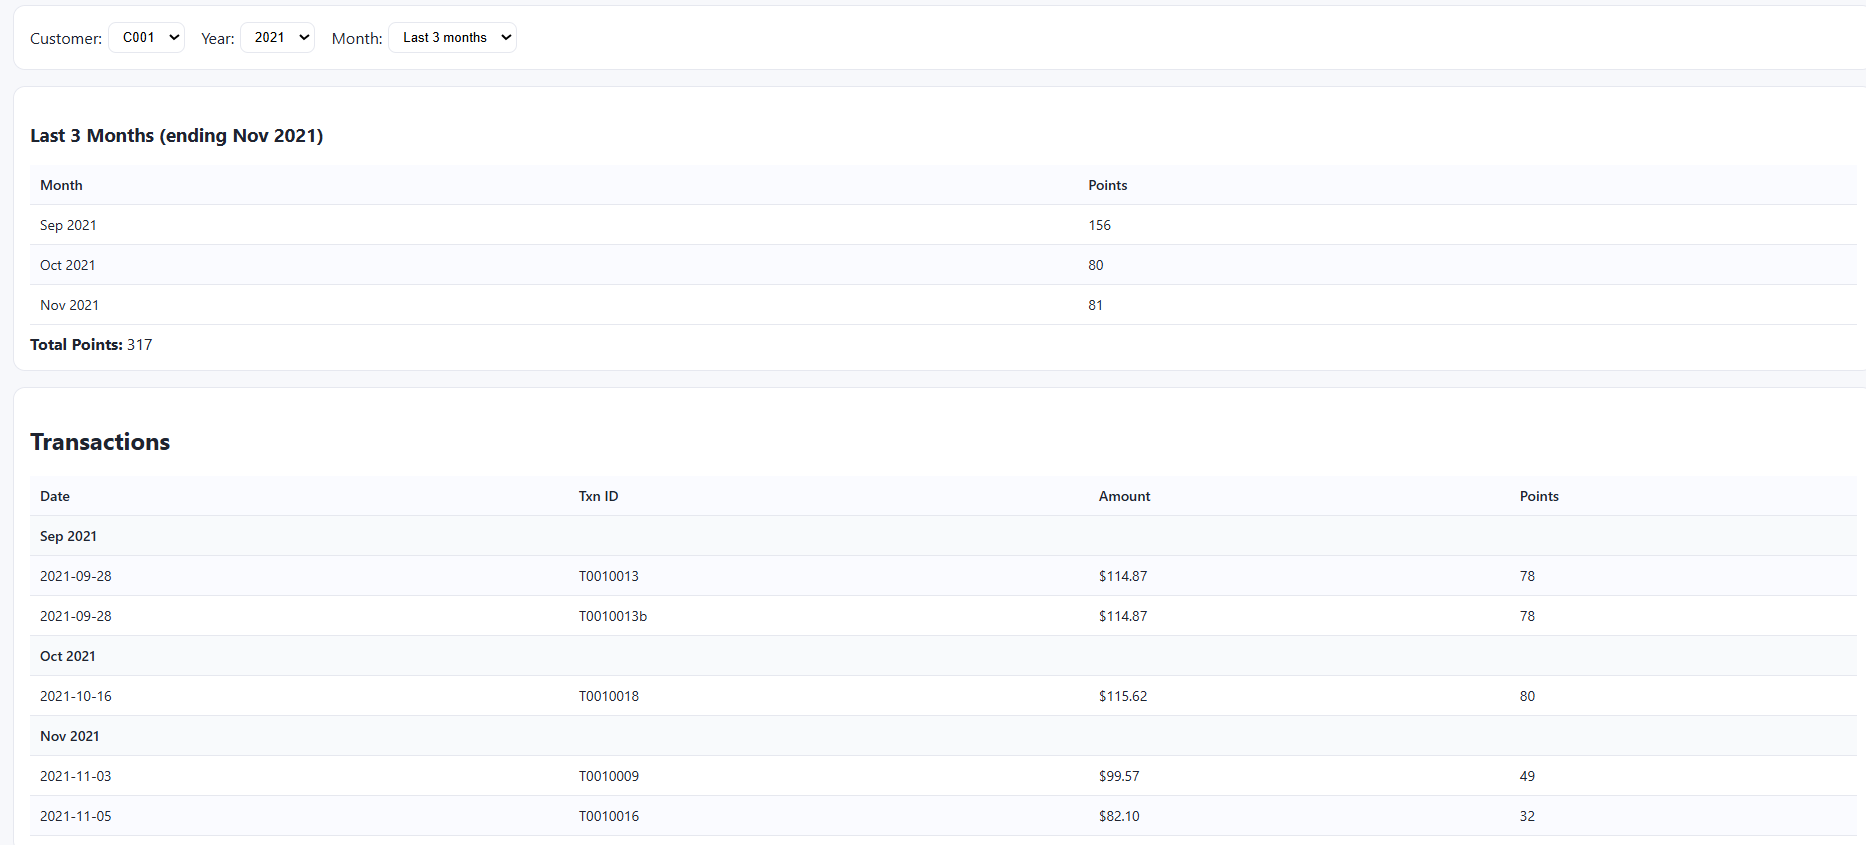 Customer: C001 Year: 2021 Month: Last 3 months
Last 3 Months (ending Nov 2021)
Month Points
Sep 2021 156
Oct 2021 80
Nov 2021 81
Total Points: 317
Transactions
Date Txn ID Amount Points
Sep 2021
2021-09-28 T0010013 $114.87 78
2021-09-28 T0010013b $114.87 78
Oct 2021
2021-10-16 T0010018 $115.62 80
Nov 2021
2021-11-03 T0010009 $99.57 49
2021-11-05 T0010016 $82.10 32